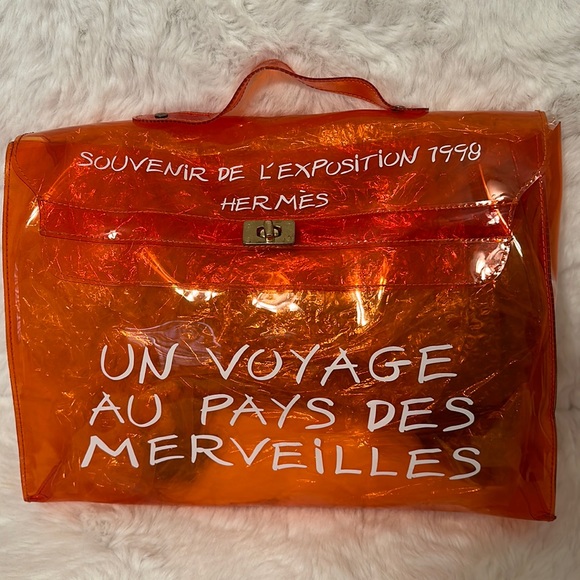 SOUVENiR DE L'EXPOSiTiON 1998
HERMÈS
UN VOYAGE
AU PAYS DES
MERVEiLLES